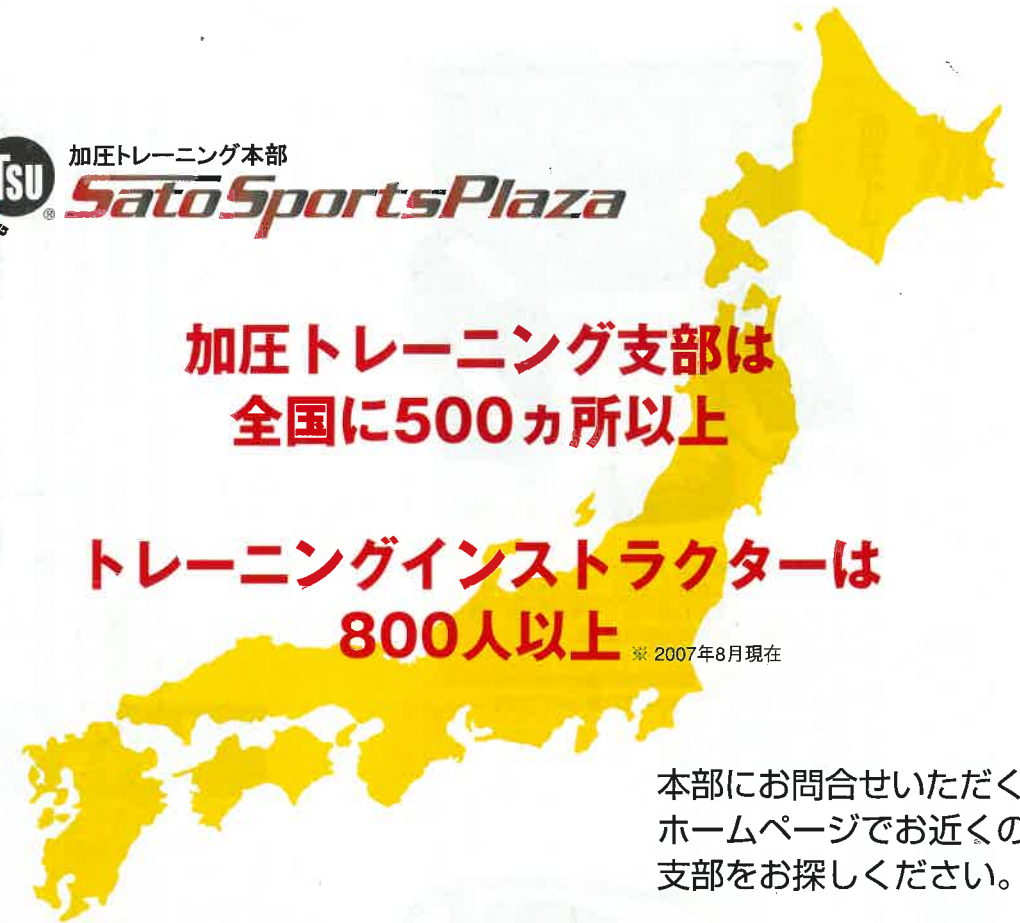 TSU
®
加圧トレーニング本部
Sato Sports Plaza
加圧トレーニング支部は
全国に500ヵ所以上
トレーニングインストラクターは
800人以上 ※ 2007年8月現在
本部にお問合せいただく
ホームページでお近くの
支部をお探しください。